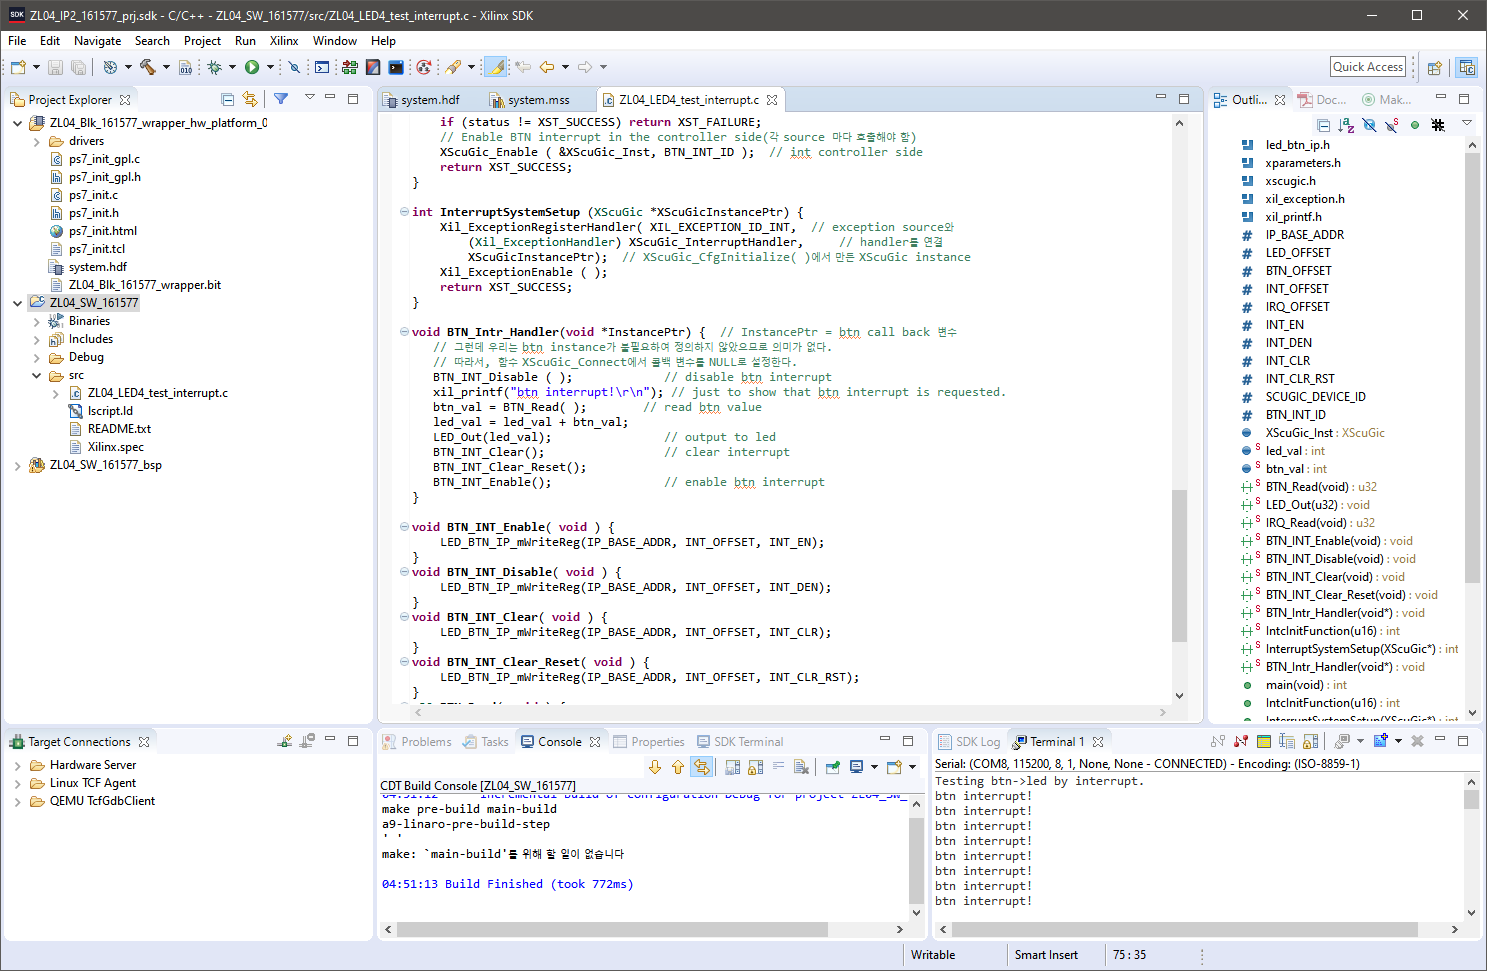 ZL04_IP2_161577_prj.sdk - C/C++ - ZL04_SW_161577/src/ZL04_LED4_test_interrupt.c - Xilinx SDK
File Edit Navigate Search Project Run Xilinx Window Help
Quick Access
Project Explorer
ZL04_Blk_161577_wrapper_hw_platform_0
drivers
ps7_init_gpl.c
ps7_init_gpl.h
ps7_init.c
ps7_init.h
ps7_init.html
ps7_init.tcl
system.hdf
ZL04_Blk_161577_wrapper.bit
ZL04_SW_161577
Binaries
Includes
Debug
src
ZL04_LED4_test_interrupt.c
lscript.ld
README.txt
Xilinx.spec
ZL04_SW_161577_bsp
system.hdf system.mss ZL04_LED4_test_interrupt.c
if (status != XST_SUCCESS) return XST_FAILURE;
// Enable BTN interrupt in the controller side(각 source 마다 호출해야 함)
XScuGic_Enable ( &XScuGic_Inst, BTN_INT_ID ); // int controller side
return XST_SUCCESS;
}
int InterruptSystemSetup (XScuGic *XScuGicInstancePtr) {
Xil_ExceptionRegisterHandler( XIL_EXCEPTION_ID_INT, // exception source와
(Xil_ExceptionHandler) XScuGic_InterruptHandler, // handler를 연결
XScuGicInstancePtr); // XScuGic_CfgInitialize( )에서 만든 XScuGic instance
Xil_ExceptionEnable ( );
return XST_SUCCESS;
}
void BTN_Intr_Handler(void *InstancePtr) { // InstancePtr = btn call back 변수
// 그런데 우리는 btn instance가 불필요하여 정의하지 않았으므로 의미가 없다.
// 따라서, 함수 XScuGic_Connect에서 콜백 변수를 NULL로 설정한다.
BTN_INT_Disable ( ); // disable btn interrupt
xil_printf("btn interrupt!\r\n"); // just to show that btn interrupt is requested.
btn_val = BTN_Read( ); // read btn value
led_val = led_val + btn_val;
LED_Out(led_val); // output to led
BTN_INT_Clear(); // clear interrupt
BTN_INT_Clear_Reset();
BTN_INT_Enable(); // enable btn interrupt
}
void BTN_INT_Enable( void ) {
LED_BTN_IP_mWriteReg(IP_BASE_ADDR, INT_OFFSET, INT_EN);
}
void BTN_INT_Disable( void ) {
LED_BTN_IP_mWriteReg(IP_BASE_ADDR, INT_OFFSET, INT_DEN);
}
void BTN_INT_Clear( void ) {
LED_BTN_IP_mWriteReg(IP_BASE_ADDR, INT_OFFSET, INT_CLR);
}
void BTN_INT_Clear_Reset( void ) {
LED_BTN_IP_mWriteReg(IP_BASE_ADDR, INT_OFFSET, INT_CLR_RST);
}
Outli... Doc... Mak...
led_btn_ip.h
xparameters.h
xscugic.h
xil_exception.h
xil_printf.h
IP_BASE_ADDR
LED_OFFSET
BTN_OFFSET
INT_OFFSET
IRQ_OFFSET
INT_EN
INT_DEN
INT_CLR
INT_CLR_RST
SCUGIC_DEVICE_ID
BTN_INT_ID
XScuGic_Inst : XScuGic
led_val : int
btn_val : int
BTN_Read(void) : u32
LED_Out(u32) : void
IRQ_Read(void) : u32
BTN_INT_Enable(void) : void
BTN_INT_Disable(void) : void
BTN_INT_Clear(void) : void
BTN_INT_Clear_Reset(void) : void
BTN_Intr_Handler(void*) : void
IntcInitFunction(u16) : int
InterruptSystemSetup(XScuGic*) : int
BTN_Intr_Handler(void*) : void
main(void) : int
IntcInitFunction(u16) : int
InterruptSystemSetup(XScuGic*) : int
Target Connections
Hardware Server
Linux TCF Agent
QEMU TcfGdbClient
Problems Tasks Console Properties SDK Terminal
CDT Build Console [ZL04_SW_161577]
04:51:12 **** Incremental Build of configuration Debug for project ZL04_SW_
make pre-build main-build
a9-linaro-pre-build-step
' '
make: `main-build'를 위해 할 일이 없습니다
04:51:13 Build Finished (took 772ms)
SDK Log Terminal 1
Serial: (COM8, 115200, 8, 1, None, None - CONNECTED) - Encoding: (ISO-8859-1)
Testing btn->led by interrupt.
btn interrupt!
btn interrupt!
btn interrupt!
btn interrupt!
btn interrupt!
btn interrupt!
btn interrupt!
btn interrupt!
Writable Smart Insert 75 : 35